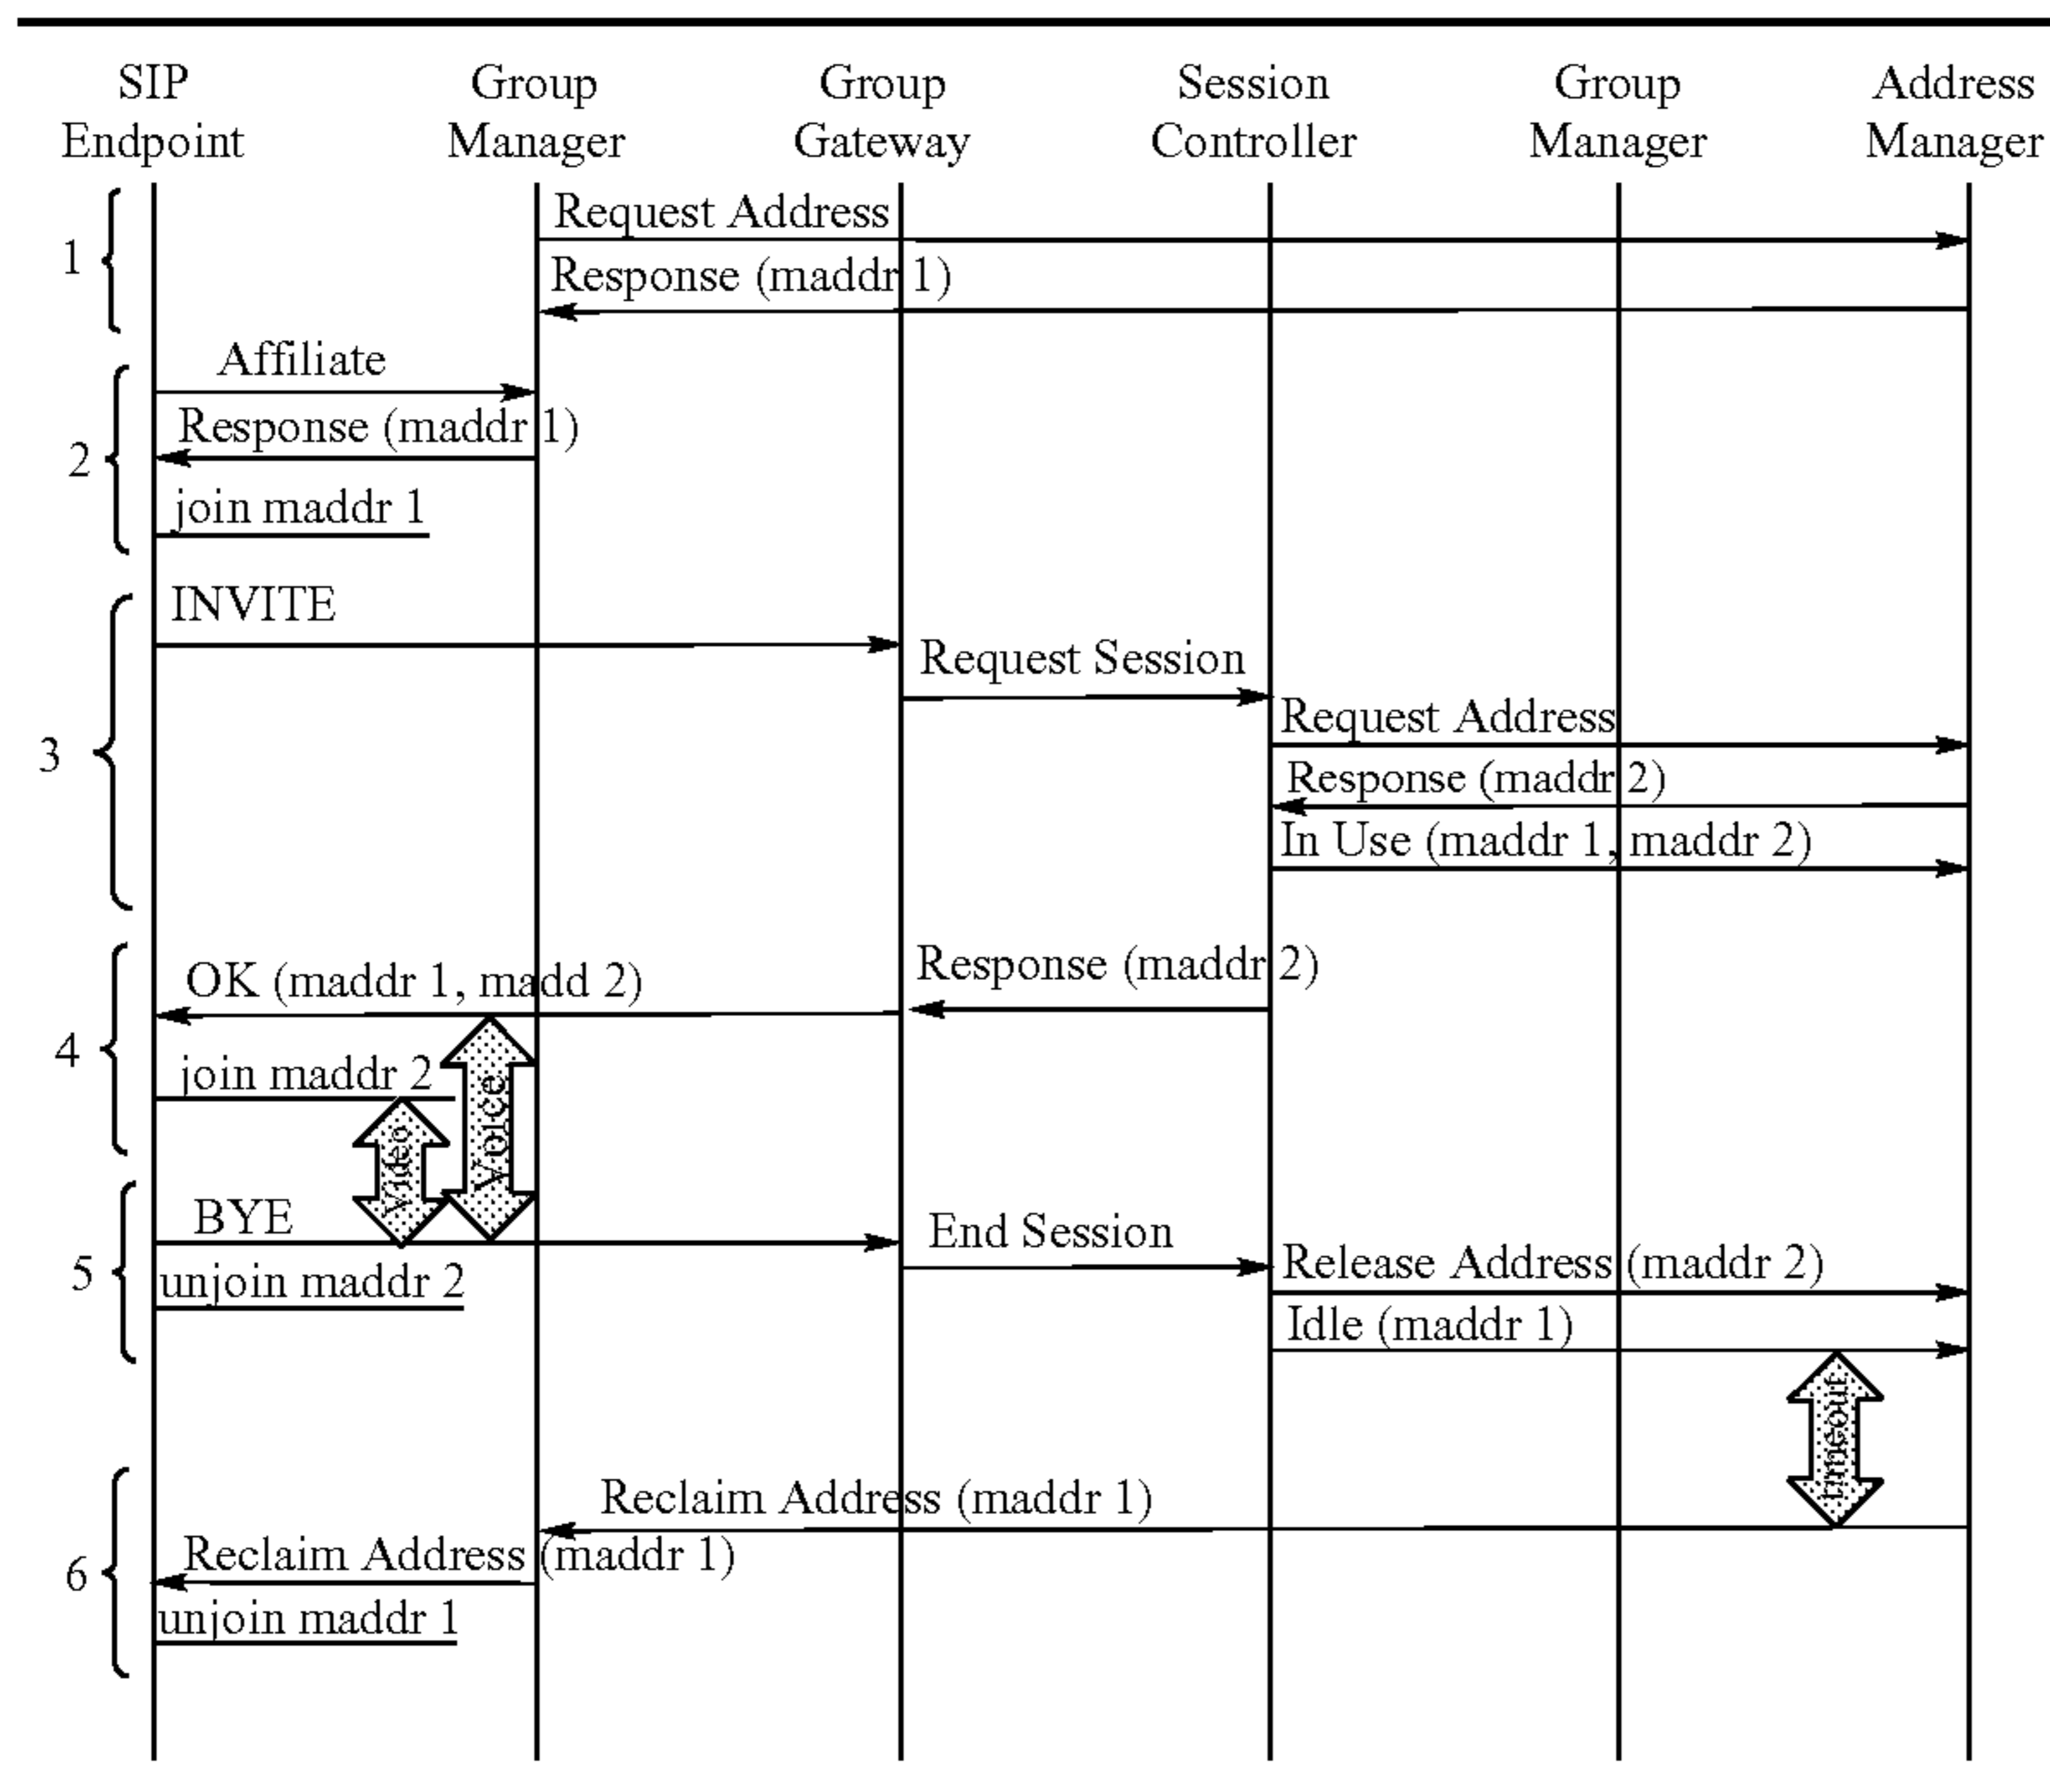 SIP Endpoint
Group Manager
Group Gateway
Session Controller
Group Manager
Address Manager
1
Request Address
Response (maddr 1)
2
Affiliate
Response (maddr 1)
join maddr 1
3
INVITE
Request Session
Request Address
Response (maddr 2)
In Use (maddr 1, maddr 2)
4
Response (maddr 2)
OK (maddr 1, madd 2)
join maddr 2
Video
Voice
5
BYE
End Session
Release Address (maddr 2)
unjoin maddr 2
Idle (maddr 1)
timeout
6
Reclaim Address (maddr 1)
Reclaim Address (maddr 1)
unjoin maddr 1